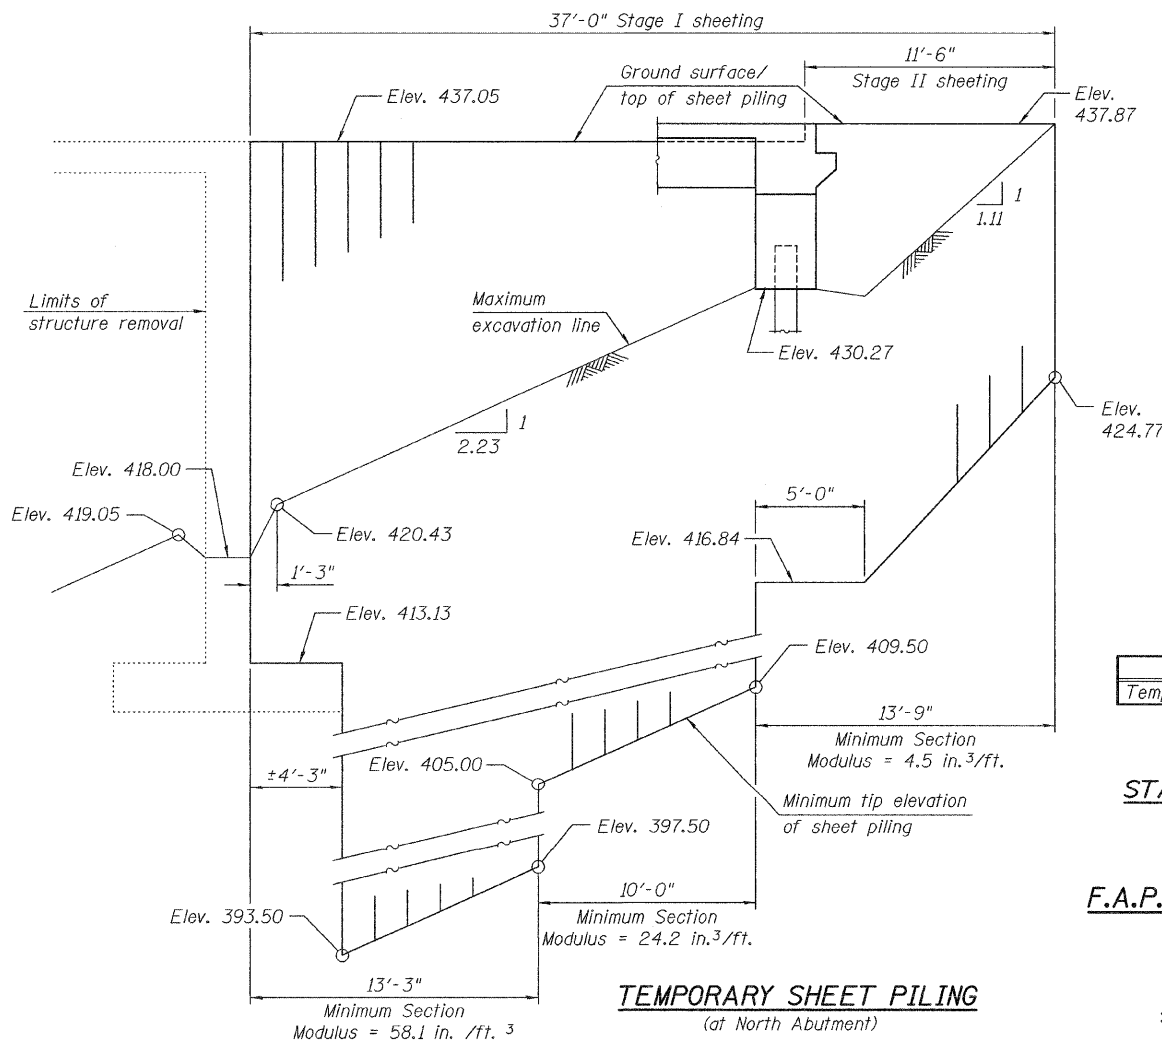 37'-0" Stage I sheeting
11'-6"
Stage II sheeting
Ground surface/
top of sheet piling
Elev. 437.05
Elev.
437.87
1
1.11
Limits of
structure removal
Maximum
excavation line
Elev. 430.27
1
2.23
Elev.
424.77
Elev. 418.00
Elev. 419.05
5'-0"
Elev. 420.43
Elev. 416.84
1'-3"
Elev. 413.13
Elev. 409.50
Tem
13'-9"
Minimum Section
Modulus = 4.5 in.³/ft.
Elev. 405.00
±4'-3"
Minimum tip elevation
of sheet piling
STA
Elev. 397.50
10'-0"
Minimum Section
Modulus = 24.2 in.³/ft.
F.A.P.
Elev. 393.50
13'-3"
Minimum Section
Modulus = 58.1 in. /ft. ³
TEMPORARY SHEET PILING
(at North Abutment)